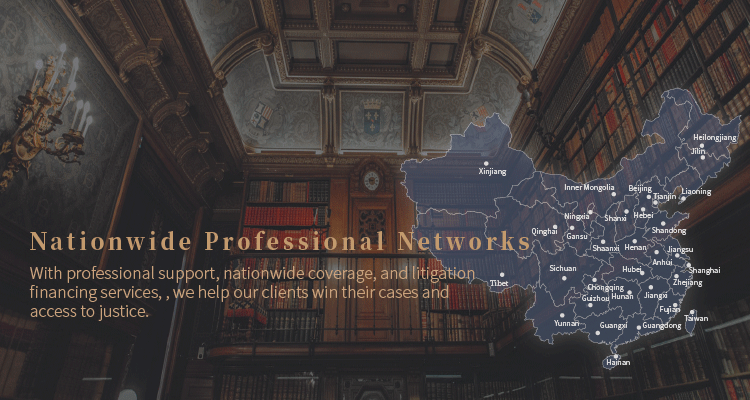 Heilongjiang
Jilin
Xinjiang
Inner Mongolia
Beijing
Tianjin
Liaoning
Ningxia
Shanxi
Hebei
Qinghai
Gansu
Shandong
Nationwide Professional Networks
Shaanxi
Henan
Jiangsu
Anhui
With professional support, nationwide coverage, and litigation
Sichuan
Hubei
Shanghai
Tibet
Chongqing
Zhejiang
financing services, , we help our clients win their cases and
Guizhou
Hunan
Jiangxi
access to justice.
Fujian
Taiwan
Yunnan
Guangxi
Guangdong
Hainan